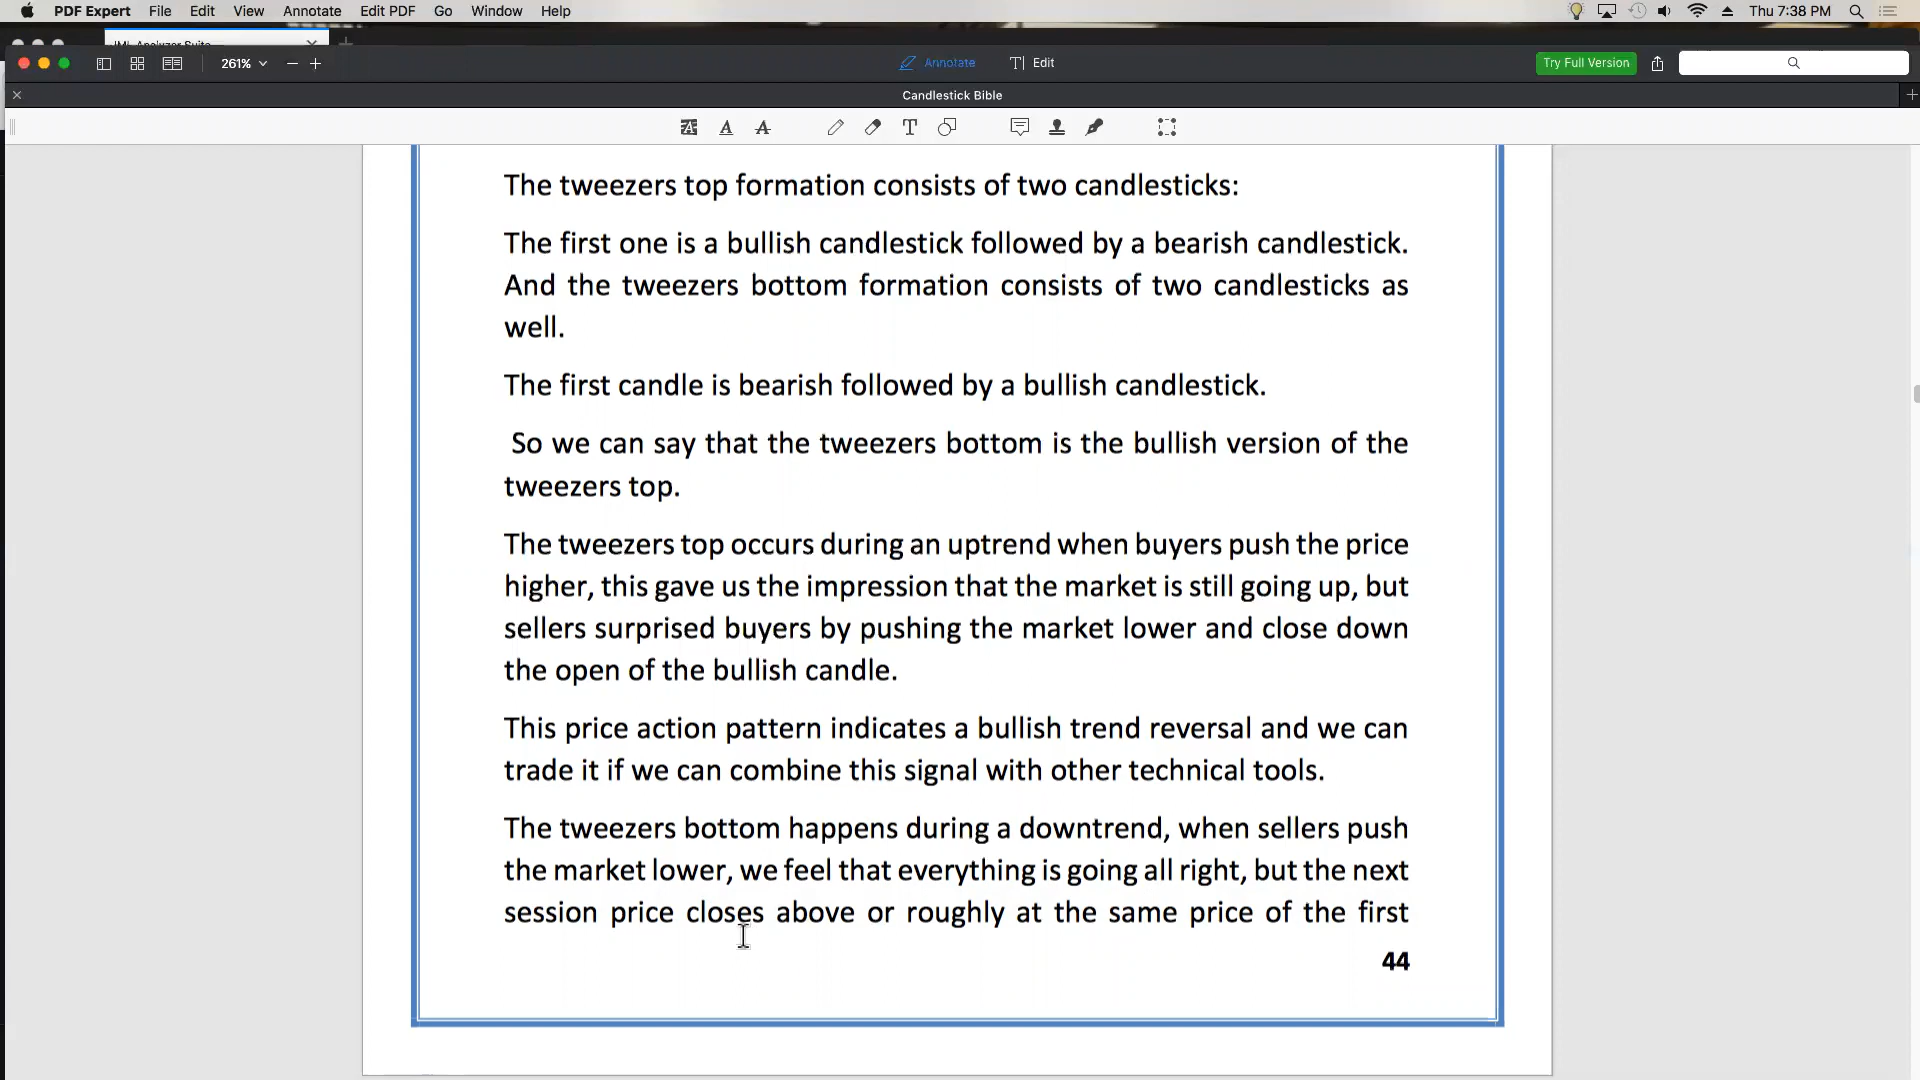 PDF Expert File Edit View Annotate Edit PDF Go Window Help Thu 7:38 PM
IML Analyzer Suite
261% Annotate T Edit Try Full Version
Candlestick Bible
A A A T
The tweezers top formation consists of two candlesticks:
The first one is a bullish candlestick followed by a bearish candlestick.
And the tweezers bottom formation consists of two candlesticks as
well.
The first candle is bearish followed by a bullish candlestick.
So we can say that the tweezers bottom is the bullish version of the
tweezers top.
The tweezers top occurs during an uptrend when buyers push the price
higher, this gave us the impression that the market is still going up, but
sellers surprised buyers by pushing the market lower and close down
the open of the bullish candle.
This price action pattern indicates a bullish trend reversal and we can
trade it if we can combine this signal with other technical tools.
The tweezers bottom happens during a downtrend, when sellers push
the market lower, we feel that everything is going all right, but the next
session price closes above or roughly at the same price of the first
44